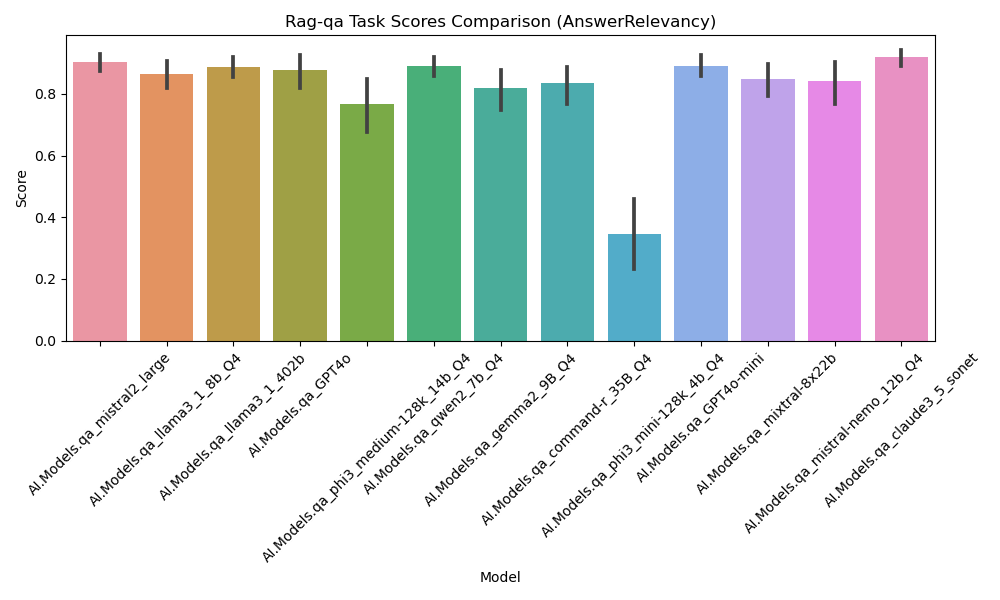 Rag-qa Task Scores Comparison (AnswerRelevancy)
Score
0.8
0.6
0.4
0.2
0.0
AI.Models.qa_mistral2_large
AI.Models.qa_llama3_1_8b_Q4
AI.Models.qa_llama3_1_402b
AI.Models.qa_GPT4o
AI.Models.qa_phi3_medium-128k_14b_Q4
AI.Models.qa_qwen2_7b_Q4
AI.Models.qa_gemma2_9B_Q4
AI.Models.qa_command-r_35B_Q4
AI.Models.qa_phi3_mini-128k_4b_Q4
AI.Models.qa_GPT4o-mini
AI.Models.qa_mixtral-8x22b
AI.Models.qa_mistral-nemo_12b_Q4
AI.Models.qa_claude3_5_sonet
Model